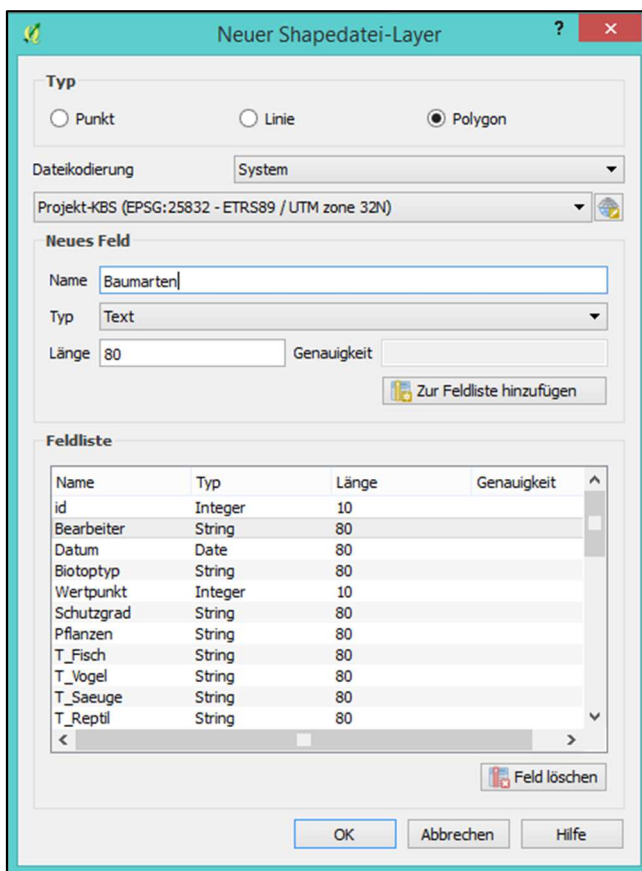 Neuer Shapedatei-Layer ? ×
Typ
Punkt Linie Polygon
Dateikodierung System
Projekt-KBS (EPSG:25832 - ETRS89 / UTM zone 32N)
Neues Feld
Name Baumarten
Typ Text
Länge 80 Genauigkeit
Zur Feldliste hinzufügen
Feldliste
Name Typ Länge Genauigkeit
id Integer 10
Bearbeiter String 80
Datum Date 80
Biotoptyp String 80
Wertpunkt Integer 10
Schutzgrad String 80
Pflanzen String 80
T_Fisch String 80
T_Vogel String 80
T_Saeuge String 80
T_Reptil String 80
Feld löschen
OK Abbrechen Hilfe